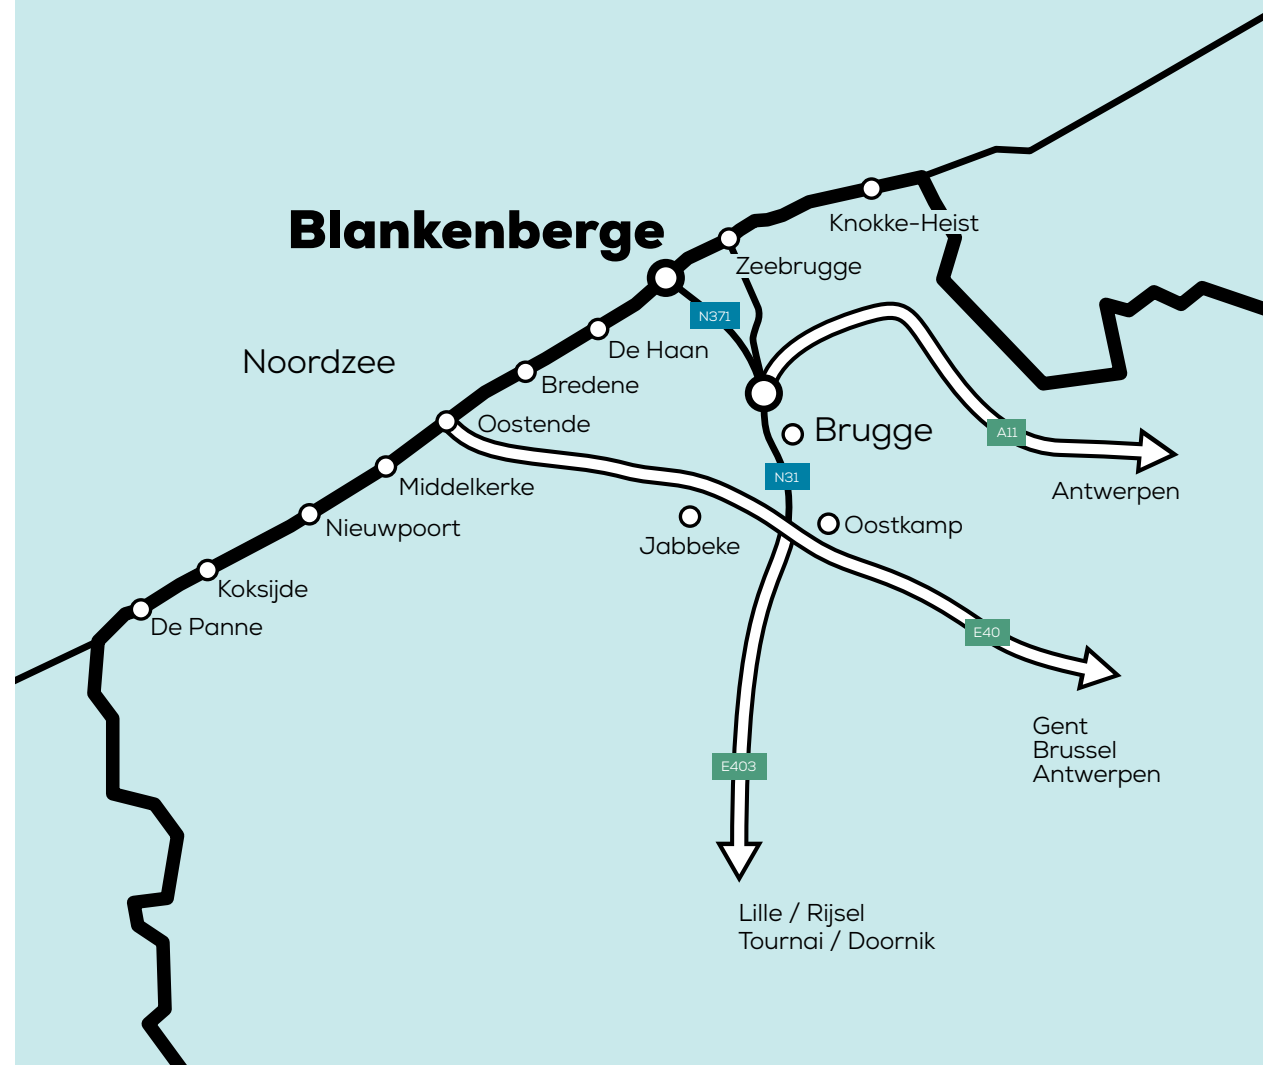 Blankenberge
Knokke-Heist
Zeebrugge
N371
De Haan
Noordzee
Bredene
Oostende
Brugge
A11
Middelkerke
N31
Antwerpen
Nieuwpoort
Oostkamp
Jabbeke
Koksijde
De Panne
E40
Gent
Brussel
Antwerpen
E403
Lille / Rijsel
Tournai / Doornik